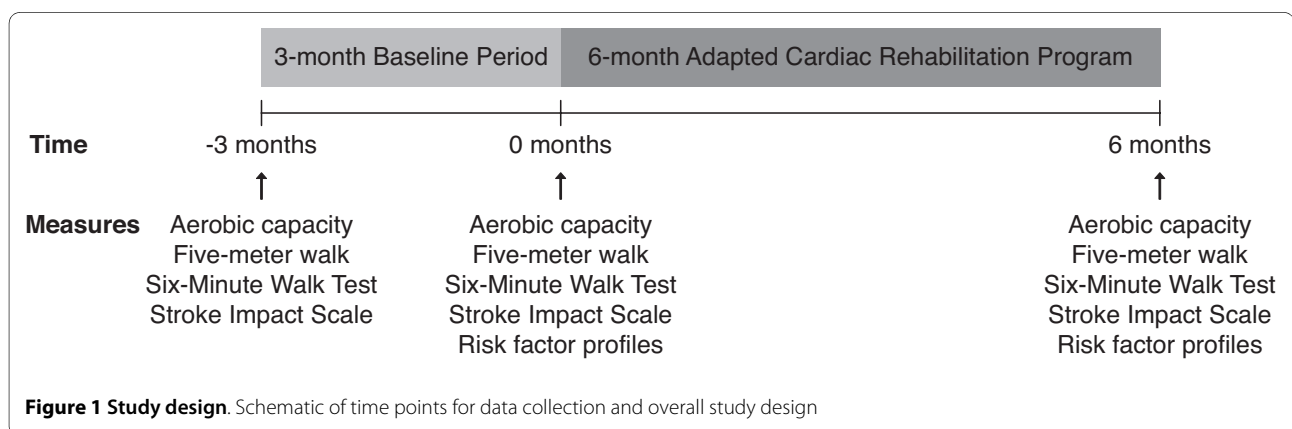 3-month Baseline Period 6-month Adapted Cardiac Rehabilitation Program
Time -3 months 0 months 6 months
Measures Aerobic capacity Aerobic capacity Aerobic capacity
Five-meter walk Five-meter walk Five-meter walk
Six-Minute Walk Test Six-Minute Walk Test Six-Minute Walk Test
Stroke Impact Scale Stroke Impact Scale Stroke Impact Scale
Risk factor profiles Risk factor profiles
Figure 1 Study design. Schematic of time points for data collection and overall study design